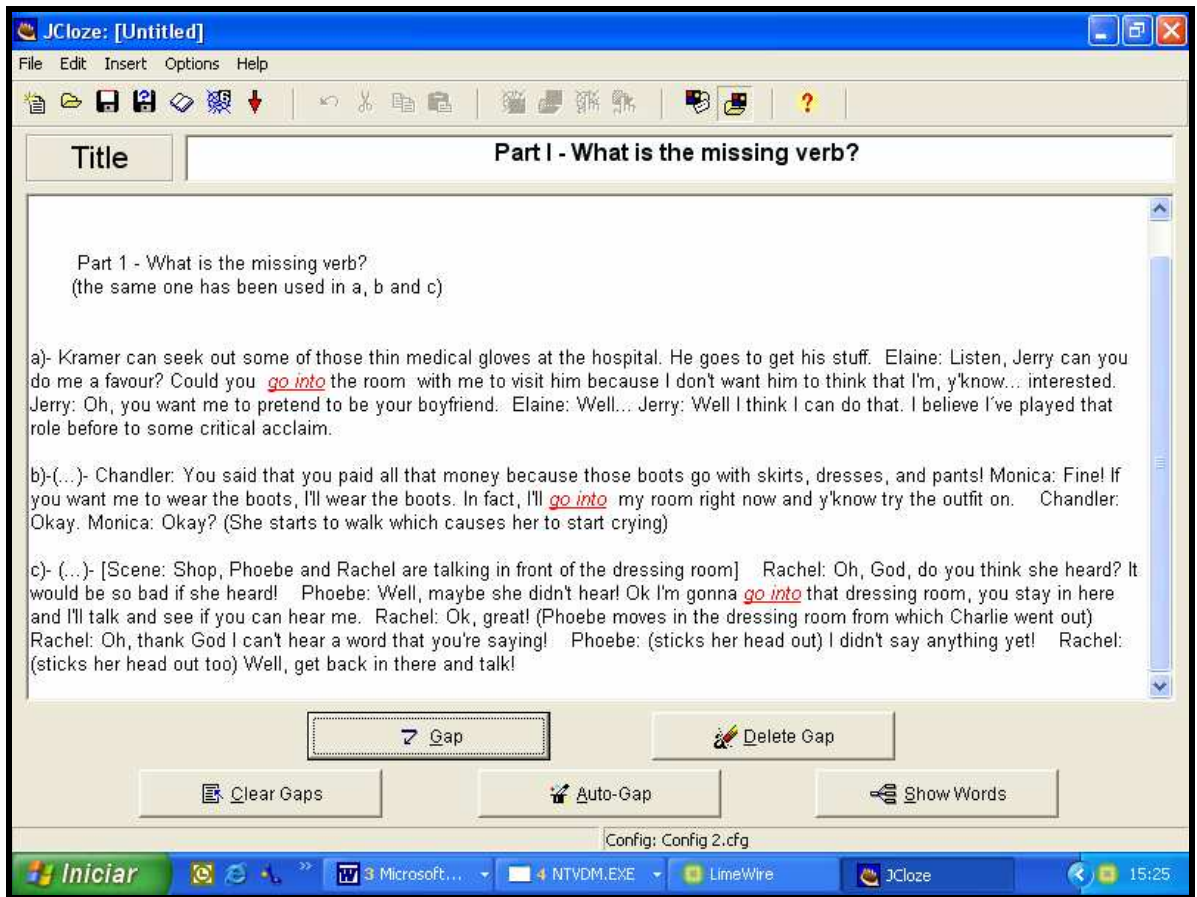 JCloze: [Untitled]
File Edit Insert Options Help
Title
Part I - What is the missing verb?
Part 1 - What is the missing verb?
(the same one has been used in a, b and c)
a)- Kramer can seek out some of those thin medical gloves at the hospital. He goes to get his stuff. Elaine: Listen, Jerry can you
do me a favour? Could you go into the room with me to visit him because I don't want him to think that I'm, y'know... interested.
Jerry: Oh, you want me to pretend to be your boyfriend. Elaine: Well... Jerry: Well I think I can do that. I believe I´ve played that
role before to some critical acclaim.
b)-(...)- Chandler: You said that you paid all that money because those boots go with skirts, dresses, and pants! Monica: Fine! If
you want me to wear the boots, I'll wear the boots. In fact, I'll go into my room right now and y'know try the outfit on. Chandler:
Okay. Monica: Okay? (She starts to walk which causes her to start crying)
c)- (...)- [Scene: Shop, Phoebe and Rachel are talking in front of the dressing room] Rachel: Oh, God, do you think she heard? It
would be so bad if she heard! Phoebe: Well, maybe she didn't hear! Ok I'm gonna go into that dressing room, you stay in here
and I'll talk and see if you can hear me. Rachel: Ok, great! (Phoebe moves in the dressing room from which Charlie went out)
Rachel: Oh, thank God I can't hear a word that you're saying! Phoebe: (sticks her head out) I didn't say anything yet! Rachel:
(sticks her head out too) Well, get back in there and talk!
Gap
Delete Gap
Clear Gaps
Auto-Gap
Show Words
Config: Config 2.cfg
Iniciar
3 Microsoft...
4 NTVDM.EXE
LimeWire
JCloze
15:25